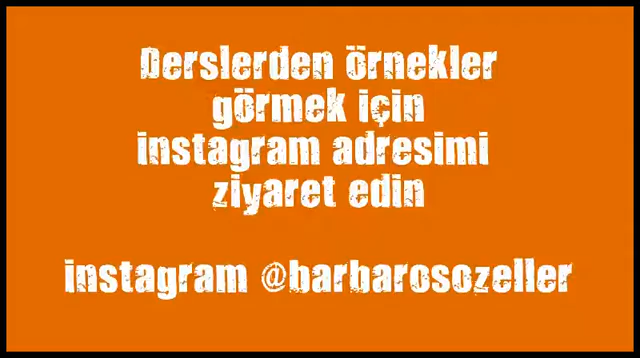 Derslerden örnekler
görmek için
instagram adresimi
ziyaret edin
instagram @barbarosozeller